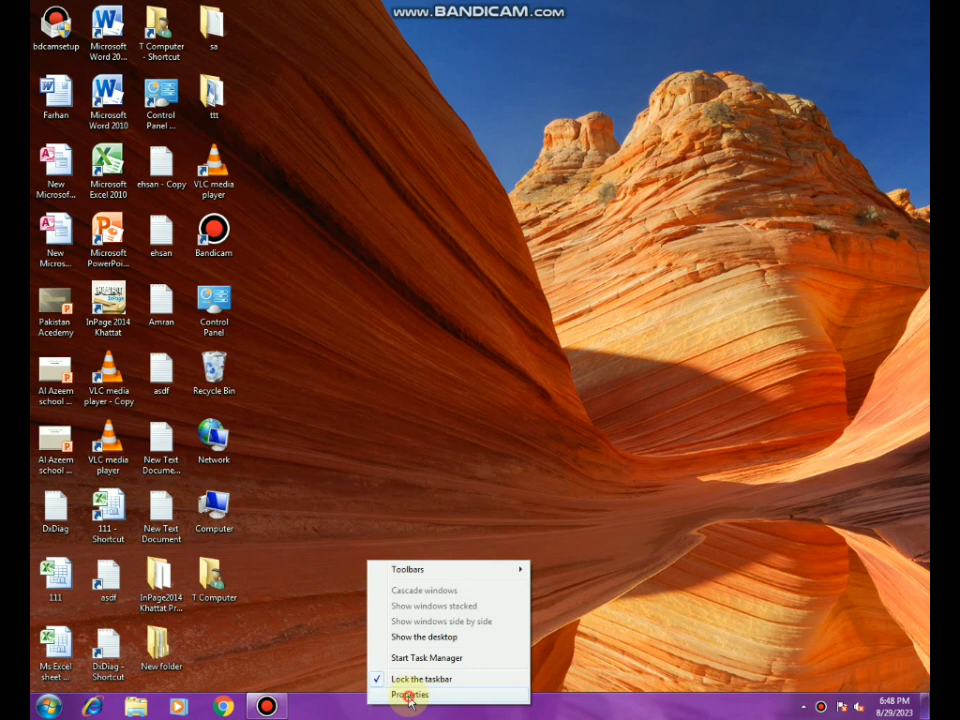 www.BANDICAM.com
bdcamsetup
Microsoft
Word 20...
T Computer
- Shortcut
sa
Farhan
Microsoft
Word 2010
Control
Panel ...
ttt
New
Microsof...
Microsoft
Excel 2010
ehsan - Copy
VLC media
player
New
Micros...
Microsoft
PowerPoi...
ehsan
Bandicam
Pakistan
Acedemy
InPage 2014
Khattat
Amran
Control
Panel
Al Azeem
school ...
VLC media
player - Copy
asdf
Recycle Bin
Al Azeem
school ...
VLC media
player
New Text
Docume...
Network
DxDiag
111 -
Shortcut
New Text
Document
Computer
111
asdf
InPage2014
Khattat Pr...
T Computer
Ms Excel
sheet ...
DxDiag -
Shortcut
New folder
Toolbars
Cascade windows
Show windows stacked
Show windows side by side
Show the desktop
Start Task Manager
Lock the taskbar
Properties
6:48 PM
8/29/2023